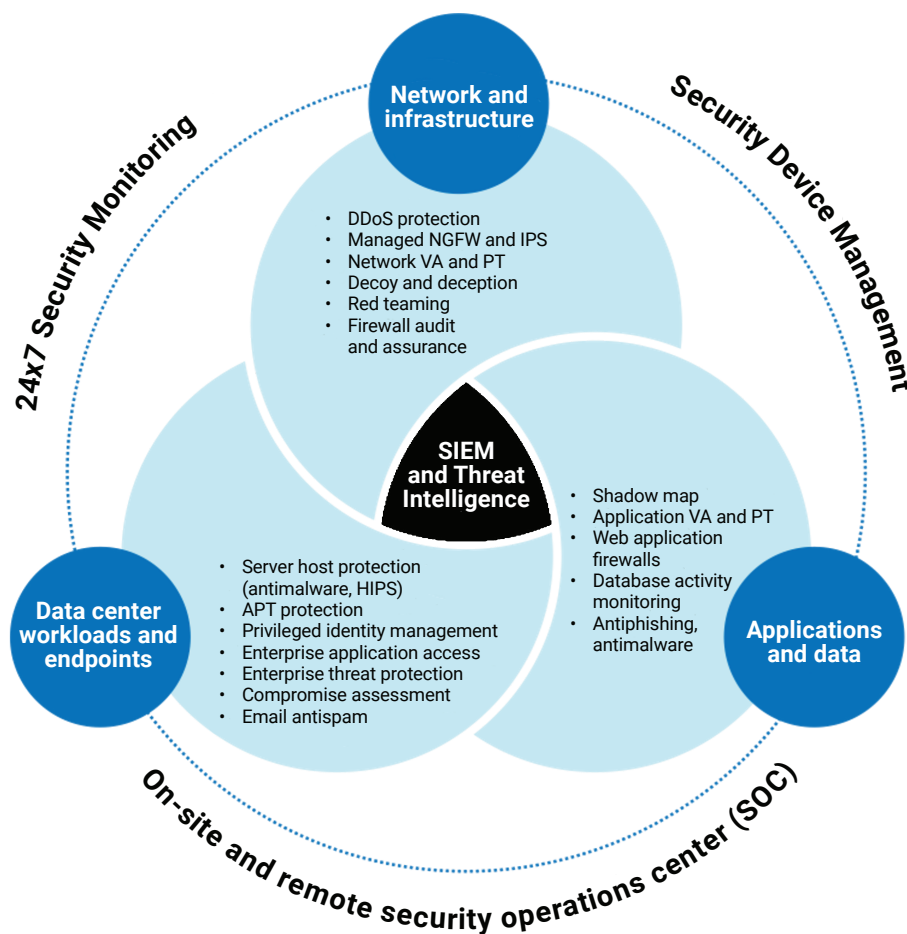 Network and
infrastructure
24x7 Security Monitoring
Security Device Management
• DDoS protection
• Managed NGFW and IPS
• Network VA and PT
• Decoy and deception
• Red teaming
• Firewall audit
and assurance
SIEM
and Threat
Intelligence
• Shadow map
• Application VA and PT
• Web application
firewalls
• Database activity
monitoring
• Antiphishing,
antimalware
• Server host protection
(antimalware, HIPS)
• APT protection
• Privileged identity management
• Enterprise application access
• Enterprise threat protection
• Compromise assessment
• Email antispam
Data center
workloads and
endpoints
Applications
and data
On-site and remote security operations center (SOC)